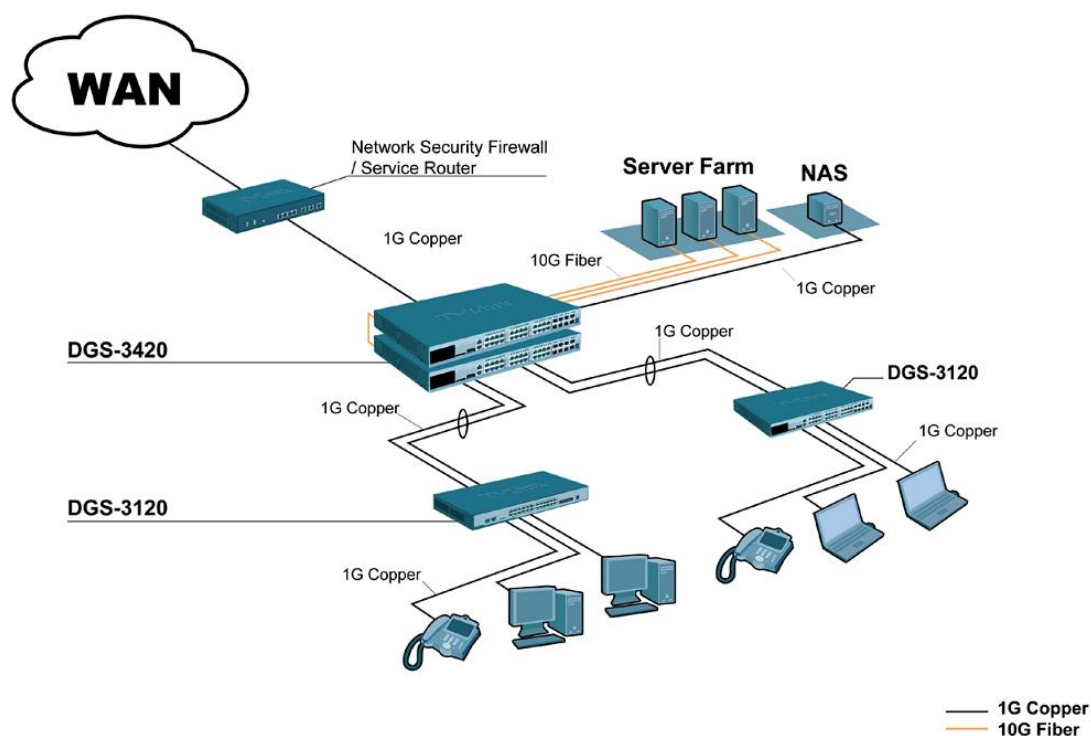 WAN
Network Security Firewall
/ Service Router
Server Farm
NAS
1G Copper
10G Fiber
1G Copper
1G Copper
DGS-3420
DGS-3120
1G Copper
1G Copper
DGS-3120
1G Copper
1G Copper
10G Fiber